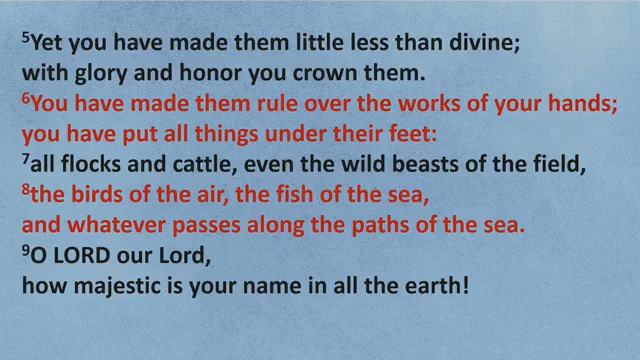 ⁵Yet you have made them little less than divine;
with glory and honor you crown them.
⁶You have made them rule over the works of your hands;
you have put all things under their feet:
⁷all flocks and cattle, even the wild beasts of the field,
⁸the birds of the air, the fish of the sea,
and whatever passes along the paths of the sea.
⁹O LORD our Lord,
how majestic is your name in all the earth!